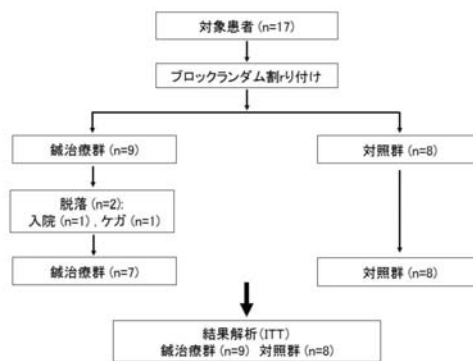 対象患者 (n=17)
ブロックランダム割rり付け
鍼治療群 (n=9)
対照群 (n=8)
脱落 (n=2):
入院 (n=1) , ケガ (n=1)
鍼治療群 (n=7)
対照群 (n=8)
結果解析(ITT)
鍼治療群 (n=9) 対照群 (n=8)